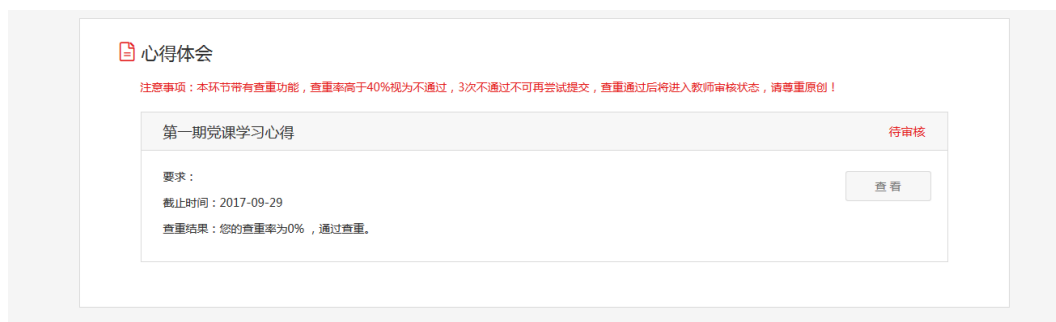 心得体会
注意事项：本环节带有查重功能，查重率高于40%视为不通过，3次不通过不可再尝试提交，查重通过后将进入教师审核状态，请尊重原创！
第一期党课学习心得
待审核
要求：
查看
截止时间：2017-09-29
查重结果：您的查重率为0% ，通过查重。